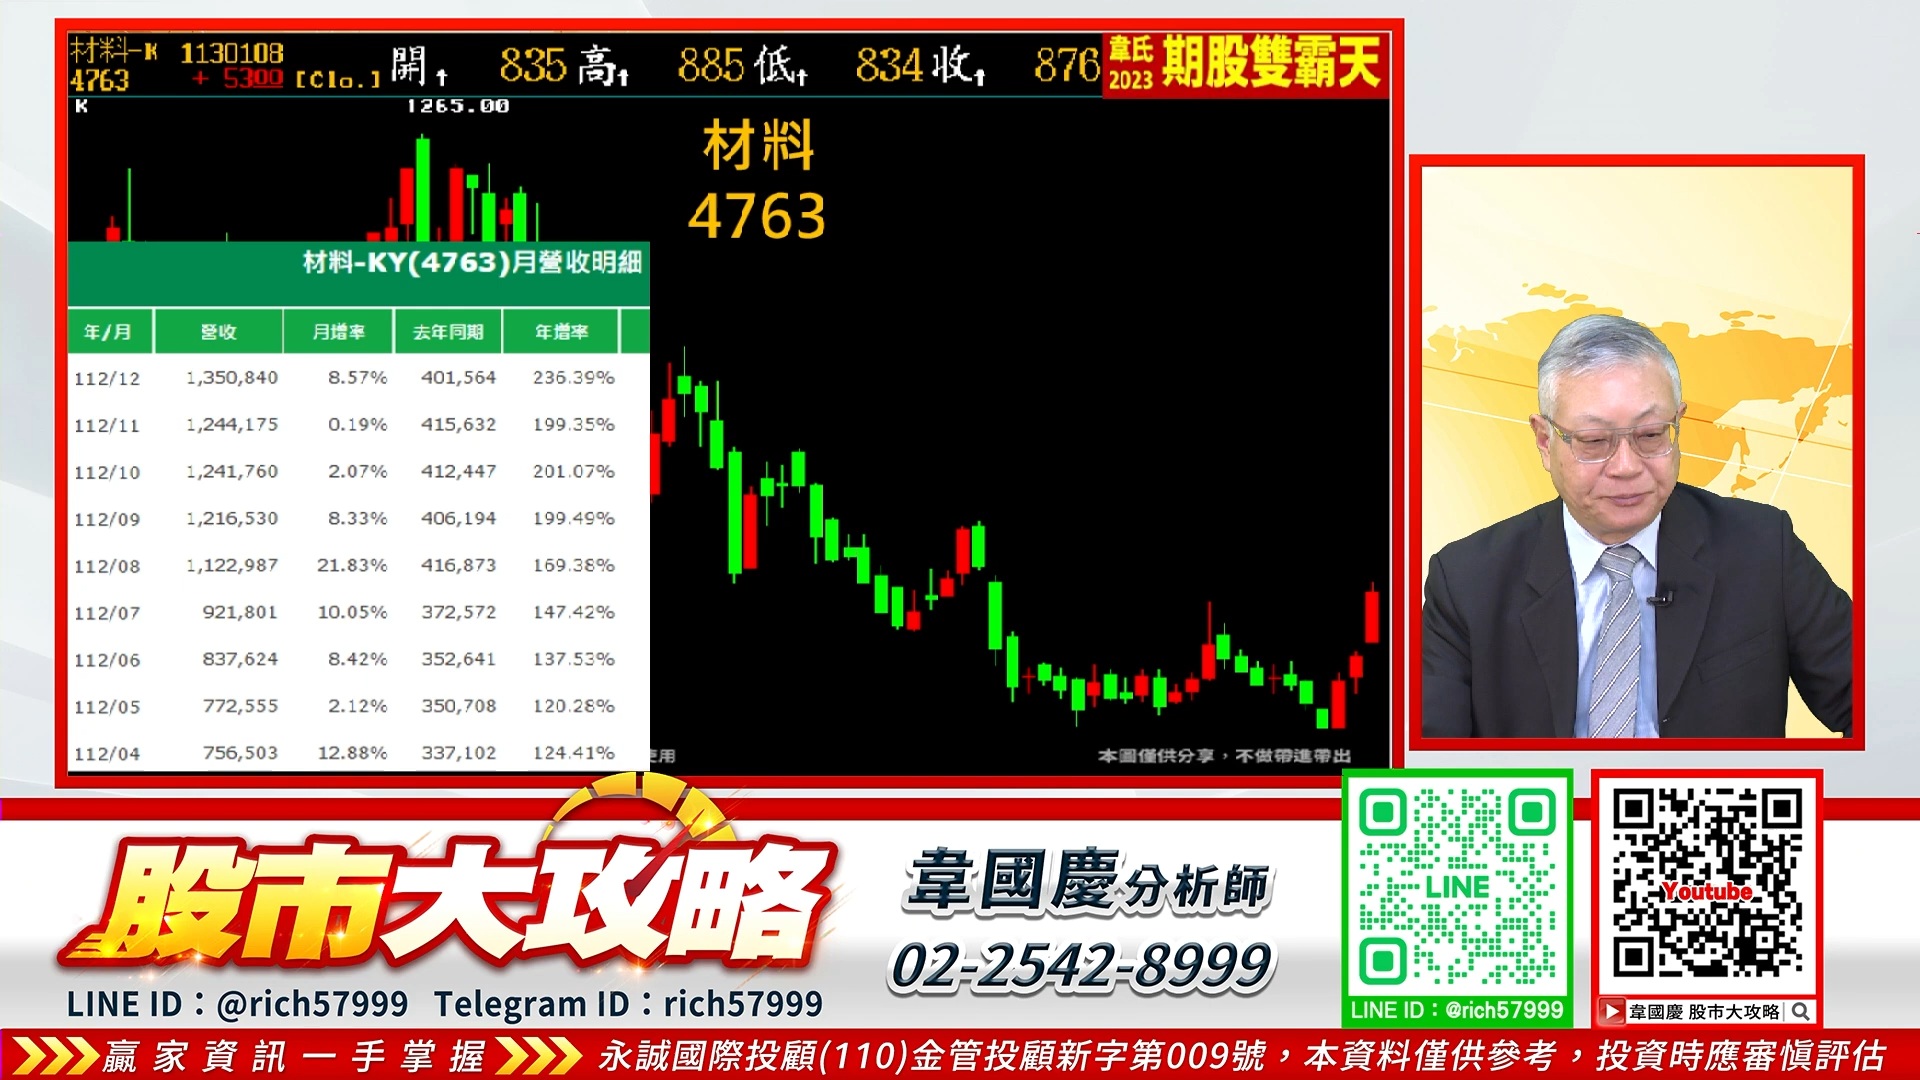 材料-K 1130108 開↑ 835 高↑ 885 低↑ 834 收↑ 876
4763 + 5300 [Clo.]
韋氏 2023 期股雙霸天
K 1265.00
材料
4763
材料-KY(4763)月營收明細
年/月 營收 月增率 去年同期 年增率
112/12 1,350,840 8.57% 401,564 236.39%
112/11 1,244,175 0.19% 415,632 199.35%
112/10 1,241,760 2.07% 412,447 201.07%
112/09 1,216,530 8.33% 406,194 199.49%
112/08 1,122,987 21.83% 416,873 169.38%
112/07 921,801 10.05% 372,572 147.42%
112/06 837,624 8.42% 352,641 137.53%
112/05 772,555 2.12% 350,708 120.28%
112/04 756,503 12.88% 337,102 124.41%
使用 本圖僅供分享，不做帶進帶出
股市大攻略
LINE ID：@rich57999 Telegram ID：rich57999
韋國慶分析師
02-2542-8999
LINE
LINE ID：@rich57999
Youtube
韋國慶 股市大攻略
贏家資訊一手掌握 永誠國際投顧(110)金管投顧新字第009號，本資料僅供參考，投資時應審慎評估